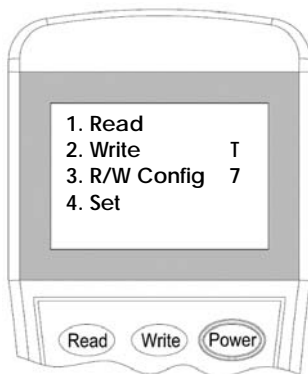 1. Read
2. Write T
3. R/W Config 7
4. Set
Read Write Power